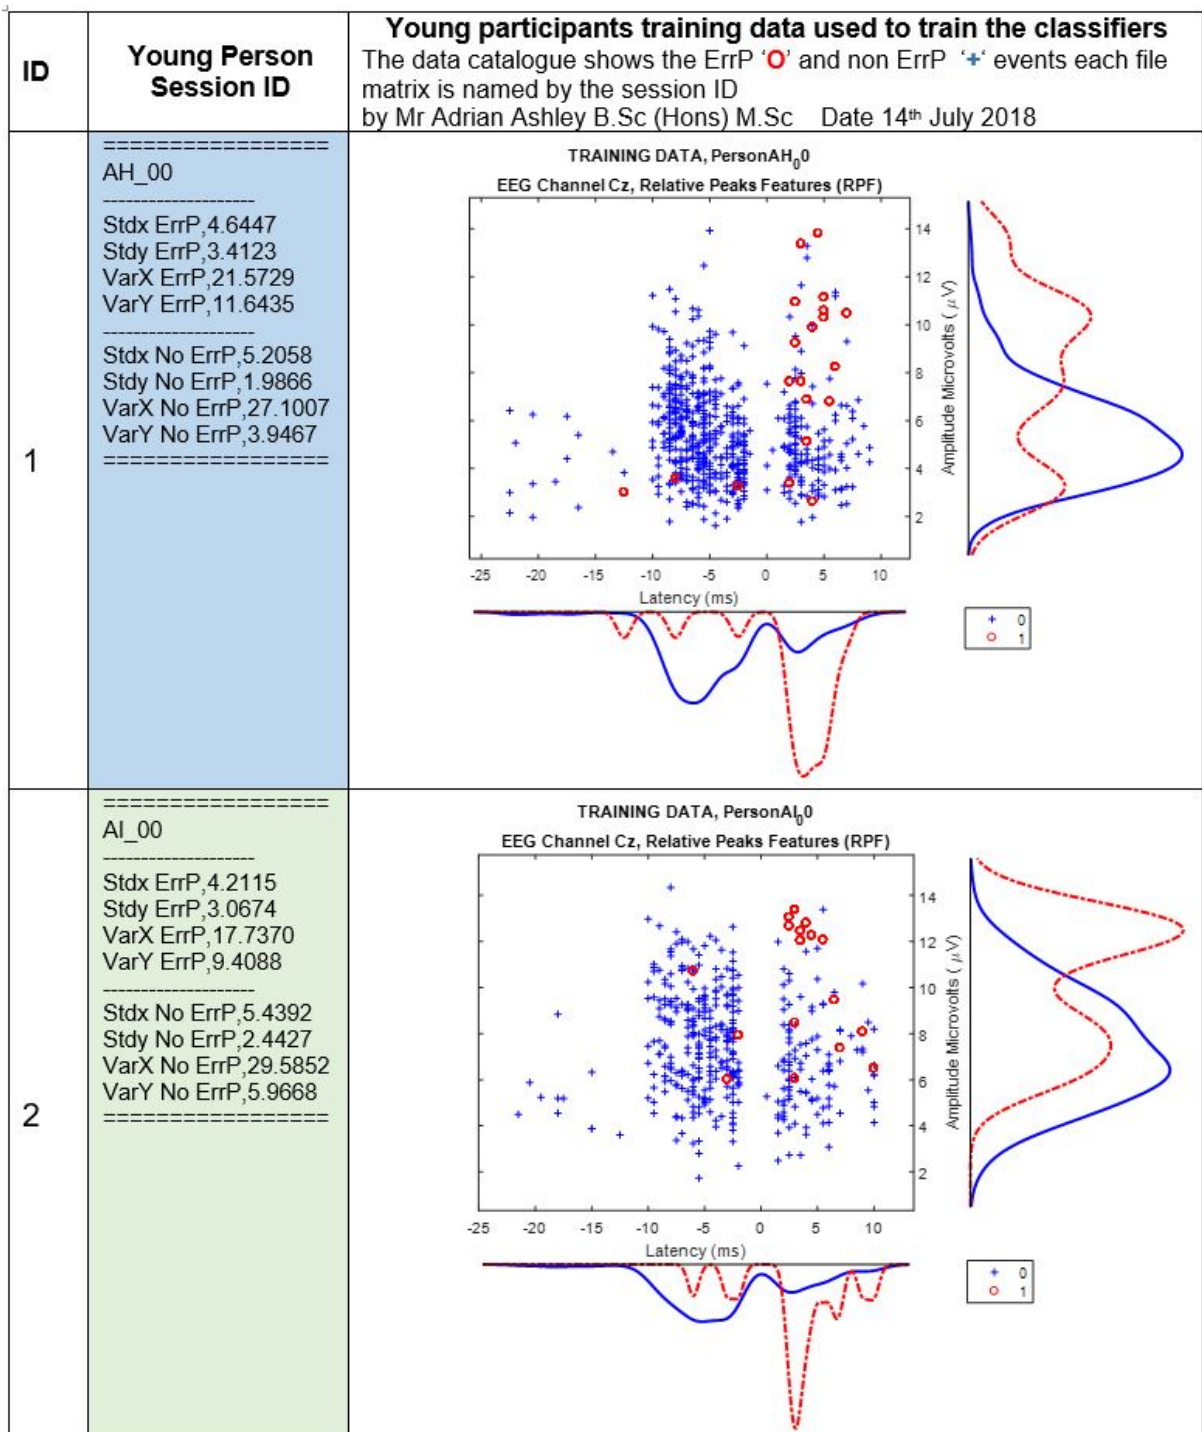 ID
Young Person
Session ID
Young participants training data used to train the classifiers
The data catalogue shows the ErrP ‘O’ and non ErrP ‘+‘ events each file
matrix is named by the session ID
by Mr Adrian Ashley B.Sc (Hons) M.Sc Date 14th July 2018
1
==================
AH_00
--------------------
Stdx ErrP,4.6447
Stdy ErrP,3.4123
VarX ErrP,21.5729
VarY ErrP,11.6435
--------------------
Stdx No ErrP,5.2058
Stdy No ErrP,1.9866
VarX No ErrP,27.1007
VarY No ErrP,3.9467
==================
TRAINING DATA, PersonAH00
EEG Channel Cz, Relative Peaks Features (RPF)
14
12
10
8
6
4
2
Amplitude Microvolts ( μV)
-25 -20 -15 -10 -5 0 5 10
Latency (ms)
+ 0
o 1
2
==================
AI_00
--------------------
Stdx ErrP,4.2115
Stdy ErrP,3.0674
VarX ErrP,17.7370
VarY ErrP,9.4088
--------------------
Stdx No ErrP,5.4392
Stdy No ErrP,2.4427
VarX No ErrP,29.5852
VarY No ErrP,5.9668
==================
TRAINING DATA, PersonAI00
EEG Channel Cz, Relative Peaks Features (RPF)
14
12
10
8
6
4
2
Amplitude Microvolts ( μV)
-25 -20 -15 -10 -5 0 5 10
Latency (ms)
+ 0
o 1